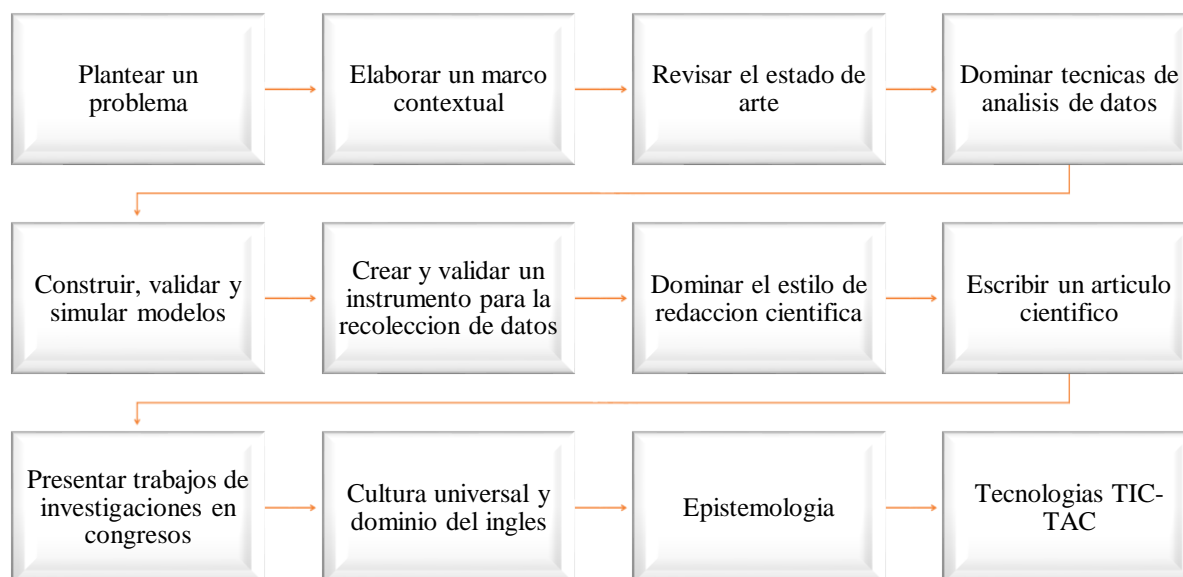 Plantear un
problema
Elaborar un marco
contextual
Revisar el estado de
arte
Dominar tecnicas de
analisis de datos
Construir, validar y
simular modelos
Crear y validar un
instrumento para la
recoleccion de datos
Dominar el estilo de
redaccion cientifica
Escribir un articulo
cientifico
Presentar trabajos de
investigaciones en
congresos
Cultura universal y
dominio del ingles
Epistemologia
Tecnologias TIC-
TAC